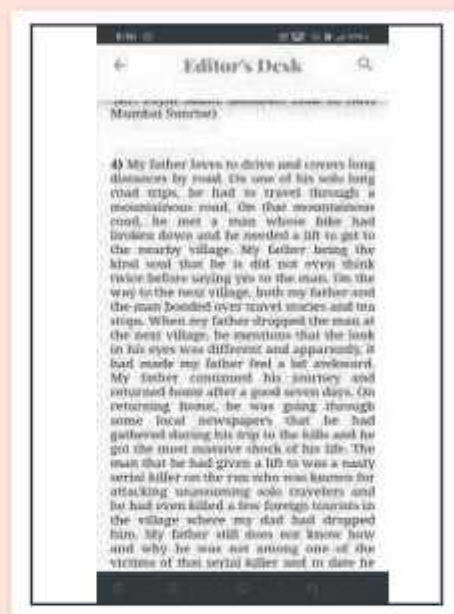 Editor's Desk
Mumbai Sunrise)
4) My father loves to drive and covers long
distances by road. On one of his solo long
road trips, he had to travel through a
mountainous road. On that mountainous
road, he met a man whose bike had
broken down and he needed a lift to get to
the nearby village. My father being the
kind soul that he is did not even think
twice before saying yes to the man. On the
way to the next village, both my father and
the man bonded over travel stories and tea
stops. When my father dropped the man at
the next village, he mentions that the look
in his eyes was different and apparently, it
had made my father feel a bit awkward.
My father continued his journey and
returned home after a good seven days. On
returning home, he was going through
some local newspapers that he had
gathered during his trip to the hills and he
got the most massive shock of his life. The
man that he had given a lift to was a nasty
serial killer on the run who was known for
attacking unassuming solo travelers and
he had even killed a few foreign tourists in
the village where my dad had dropped
him. My father still does not know how
and why he was not among one of the
victims of that serial killer and to date he